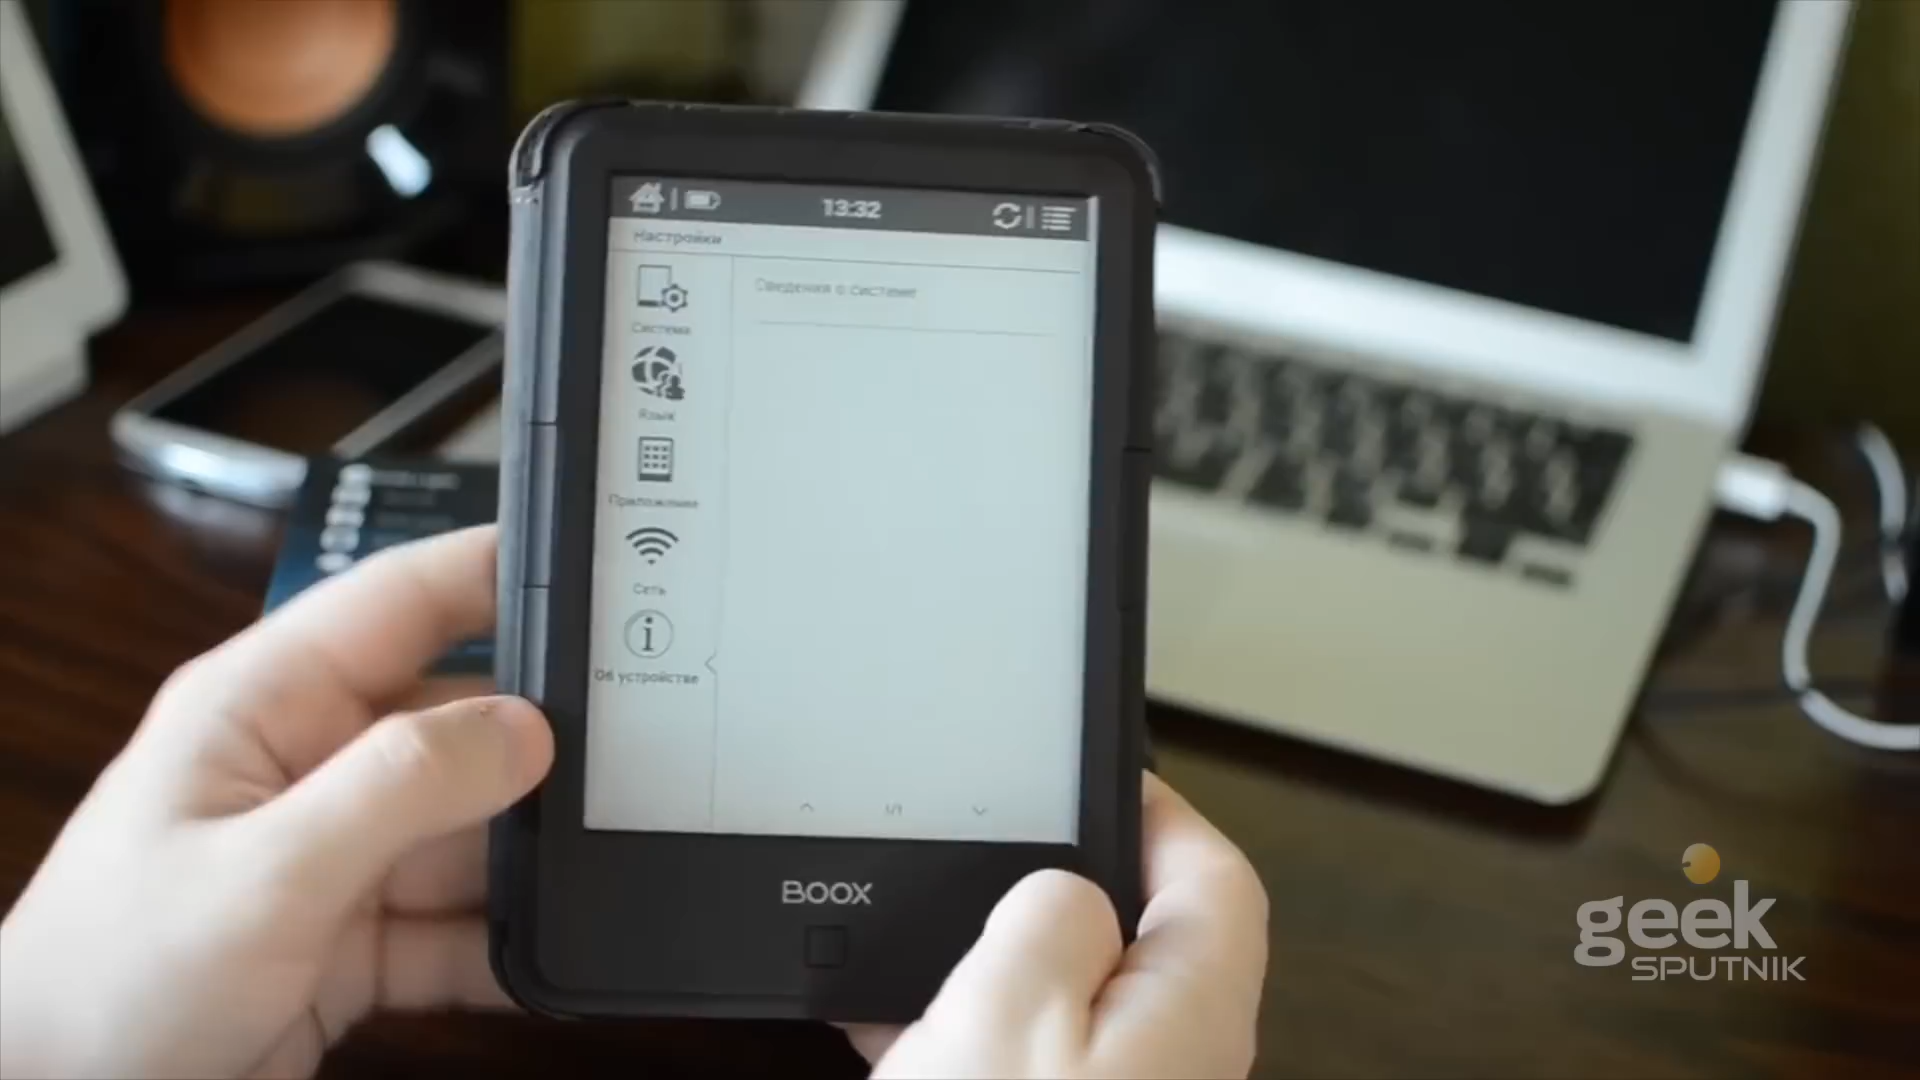 13:32
Настройки
Сведения о системе
Система
Язык
Приложения
Сеть
Об устройстве
1/1
BOOX
geek
SPUTNIK